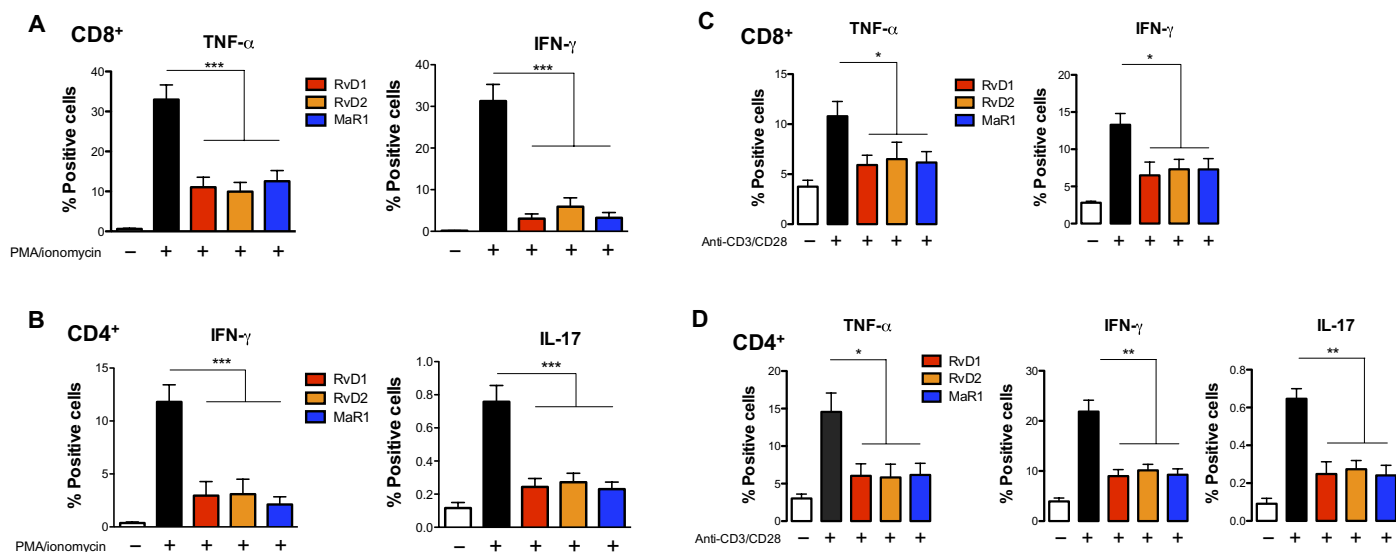 A
CD8+
TNF-α
***
% Positive cells
40
30
20
10
0
PMA/ionomycin
– + + + +
RvD1
RvD2
MaR1
IFN-γ
***
% Positive cells
40
30
20
10
0
– + + + +
B
CD4+
IFN-γ
***
% Positive cells
15
10
5
0
PMA/ionomycin
– + + + +
RvD1
RvD2
MaR1
IL-17
***
% Positive cells
1.0
0.8
0.6
0.4
0.2
0.0
– + + + +
C
CD8+
TNF-α
*
% Positive cells
15
10
5
0
Anti-CD3/CD28
– + + + +
RvD1
RvD2
MaR1
IFN-γ
*
% Positive cells
20
15
10
5
0
– + + + +
D
CD4+
TNF-α
*
% Positive cells
20
15
10
5
0
Anti-CD3/CD28
– + + + +
RvD1
RvD2
MaR1
IFN-γ
**
% Positive cells
30
20
10
0
– + + + +
IL-17
**
% Positive cells
0.8
0.6
0.4
0.2
0.0
– + + + +